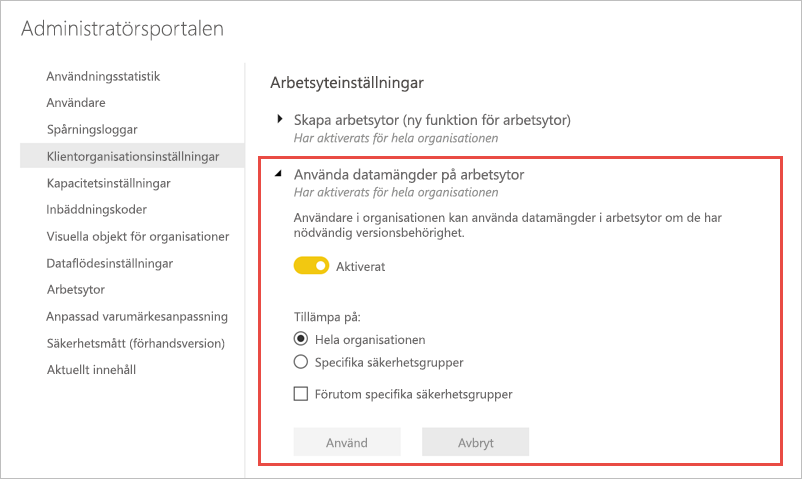 Administratörsportalen
Användningsstatistik
Användare
Spårningsloggar
Klientorganisationsinställningar
Kapacitetsinställningar
Inbäddningskoder
Visuella objekt för organisationer
Dataflödesinställningar
Arbetsytor
Anpassad varumärkesanpassning
Säkerhetsmått (förhandsversion)
Aktuellt innehåll
Arbetsyteinställningar
Skapa arbetsytor (ny funktion för arbetsytor)
Har aktiverats för hela organisationen
Använda datamängder på arbetsytor
Har aktiverats för hela organisationen
Användare i organisationen kan använda datamängder i arbetsytor om de har
nödvändig versionsbehörighet.
Aktiverat
Tillämpa på:
Hela organisationen
Specifika säkerhetsgrupper
Förutom specifika säkerhetsgrupper
Använd
Avbryt